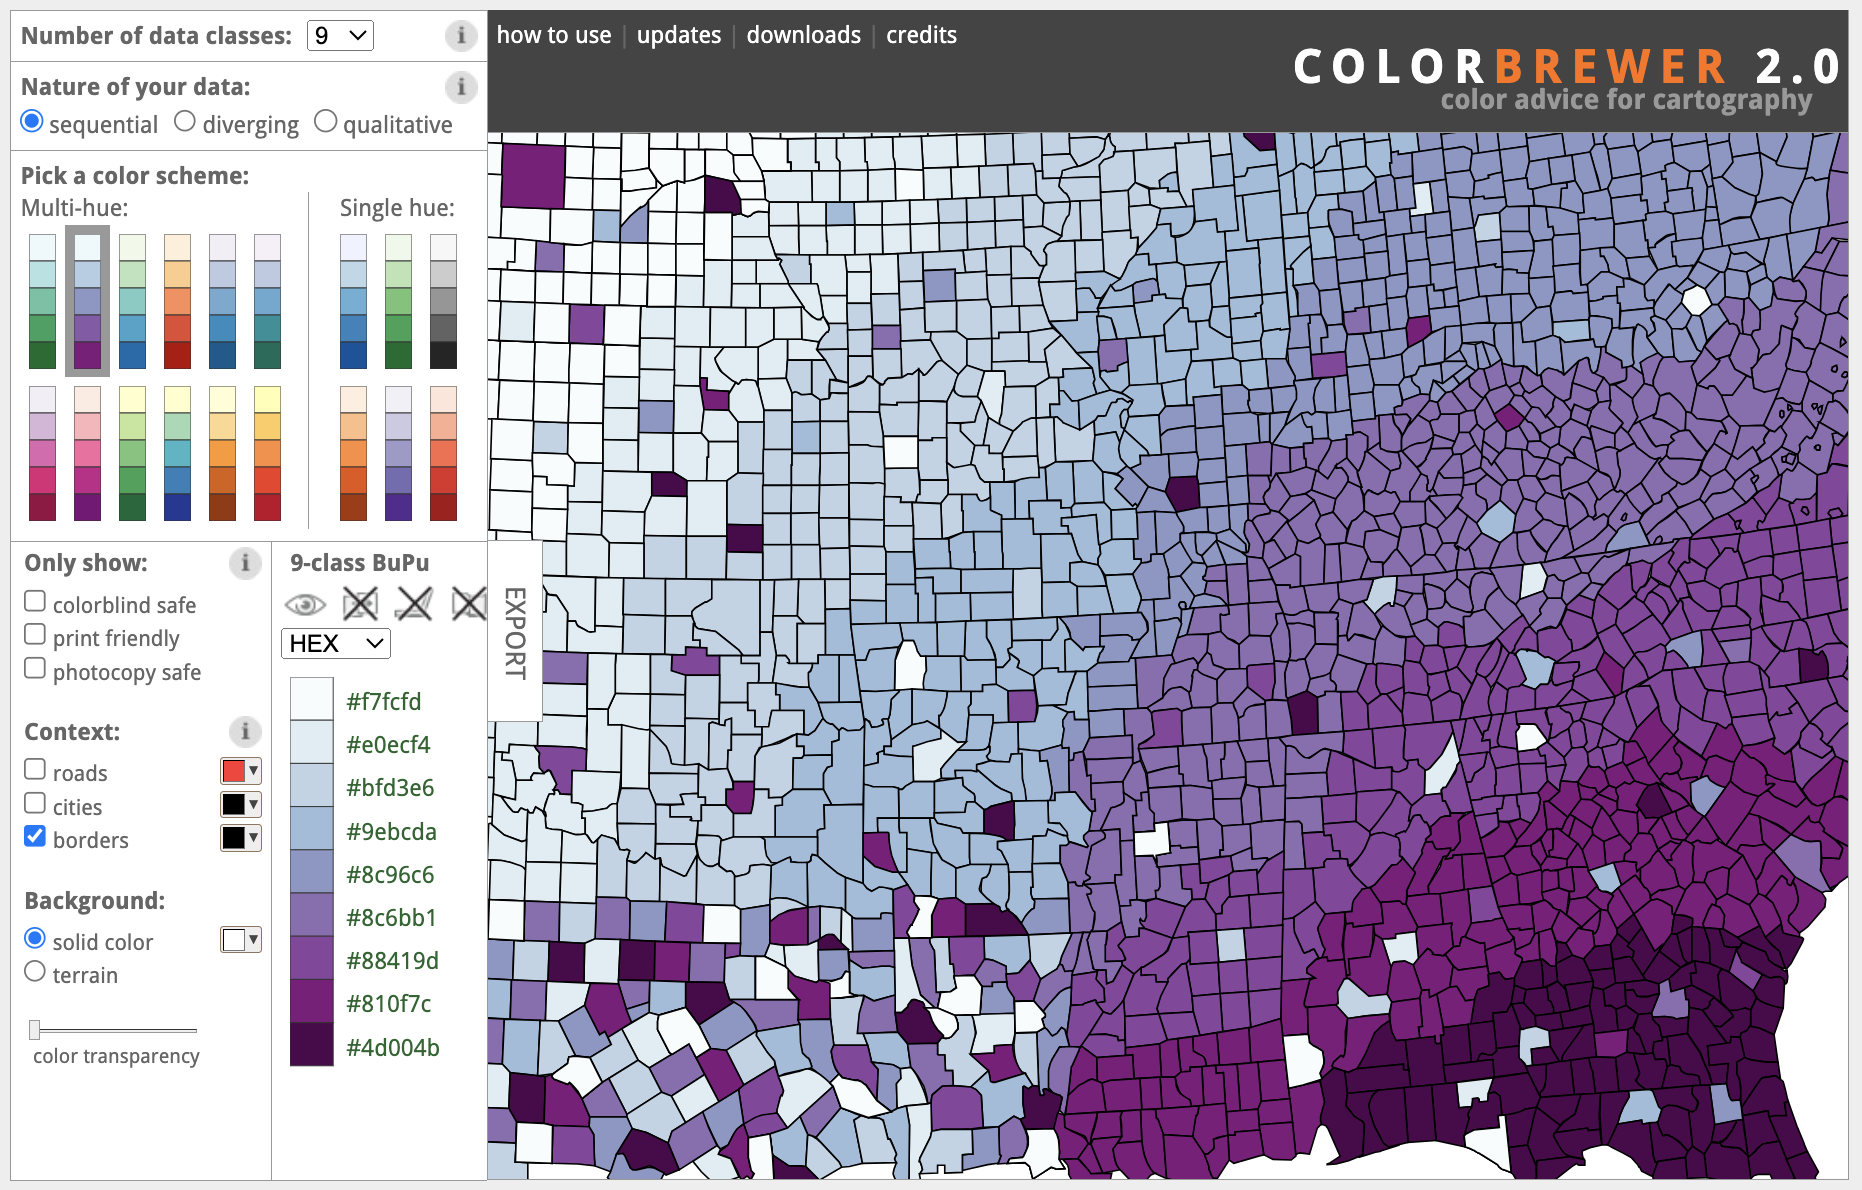 Number of data classes: 9 i
how to use | updates | downloads | credits
COLORBREWER 2.0
color advice for cartography
Nature of your data: i
sequential diverging qualitative
Pick a color scheme:
Multi-hue: Single hue:
Only show: i
colorblind safe
print friendly
photocopy safe
Context: i
roads
cities
borders
Background:
solid color
terrain
color transparency
9-class BuPu
HEX
#f7fcfd
#e0ecf4
#bfd3e6
#9ebcda
#8c96c6
#8c6bb1
#88419d
#810f7c
#4d004b
EXPORT